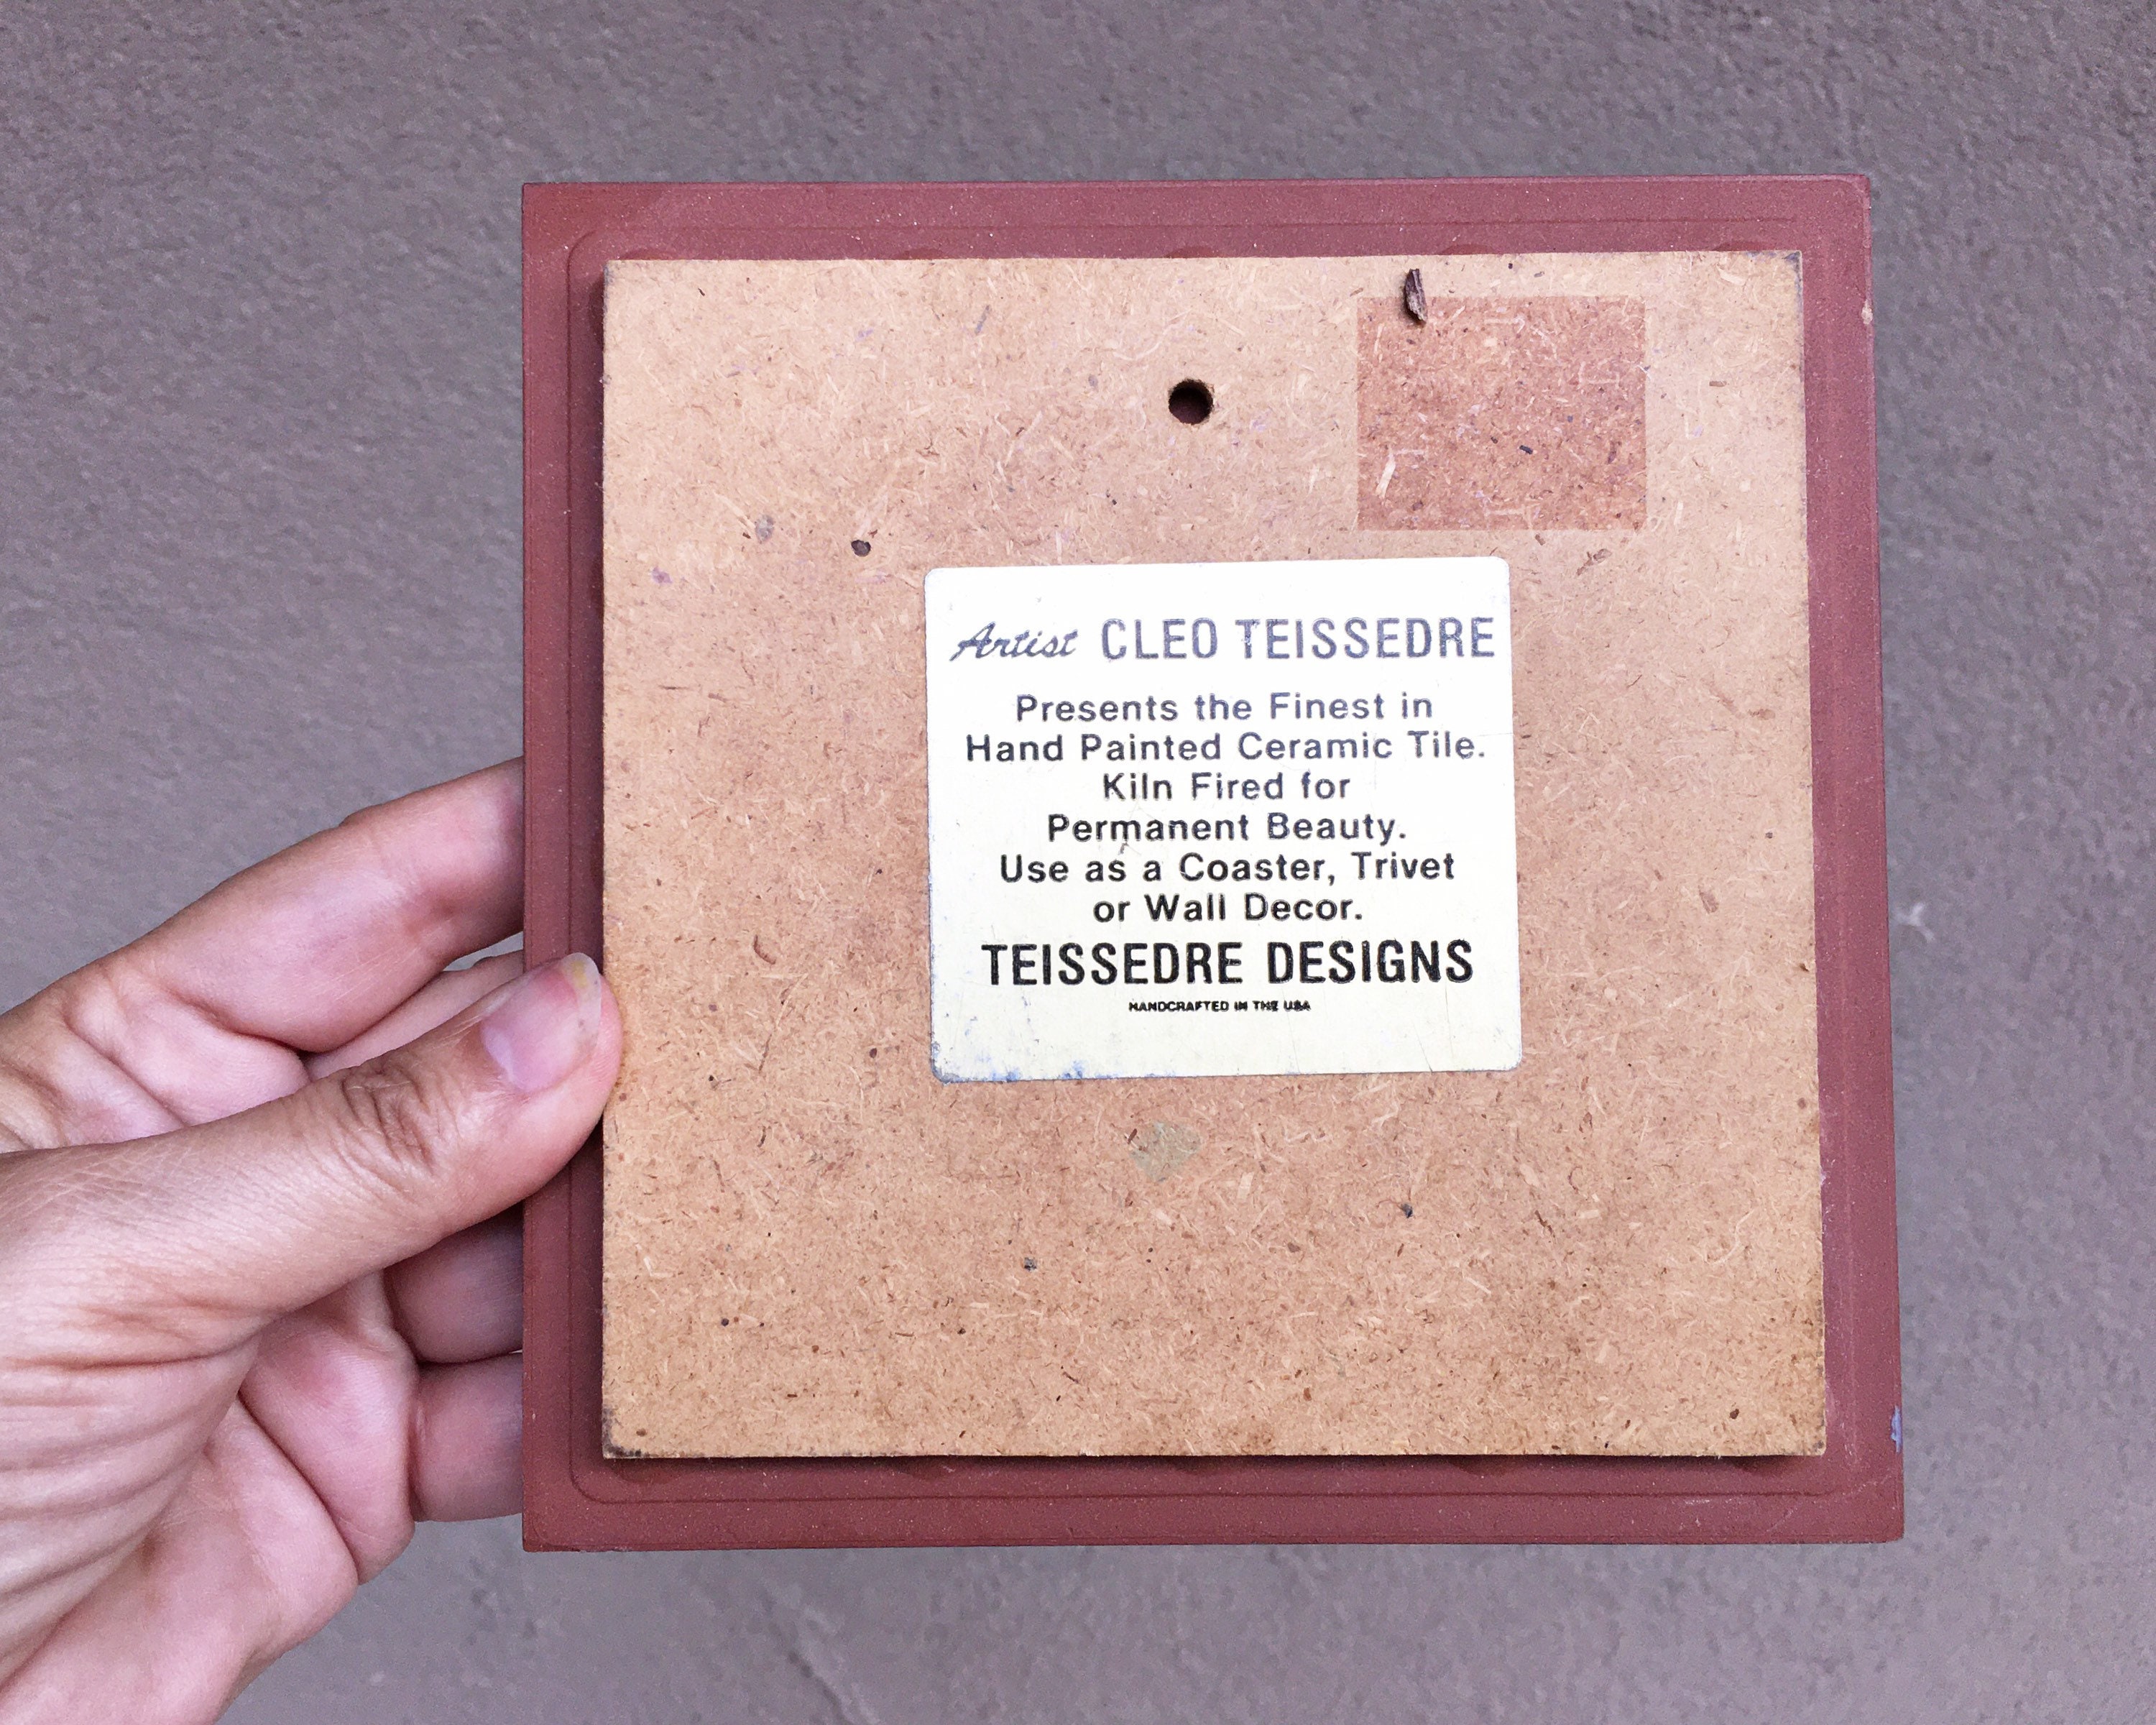 Artist CLEO TEISSEDRE
Presents the Finest in
Hand Painted Ceramic Tile.
Kiln Fired for
Permanent Beauty.
Use as a Coaster, Trivet
or Wall Decor.
TEISSEDRE DESIGNS
HANDCRAFTED IN THE USA